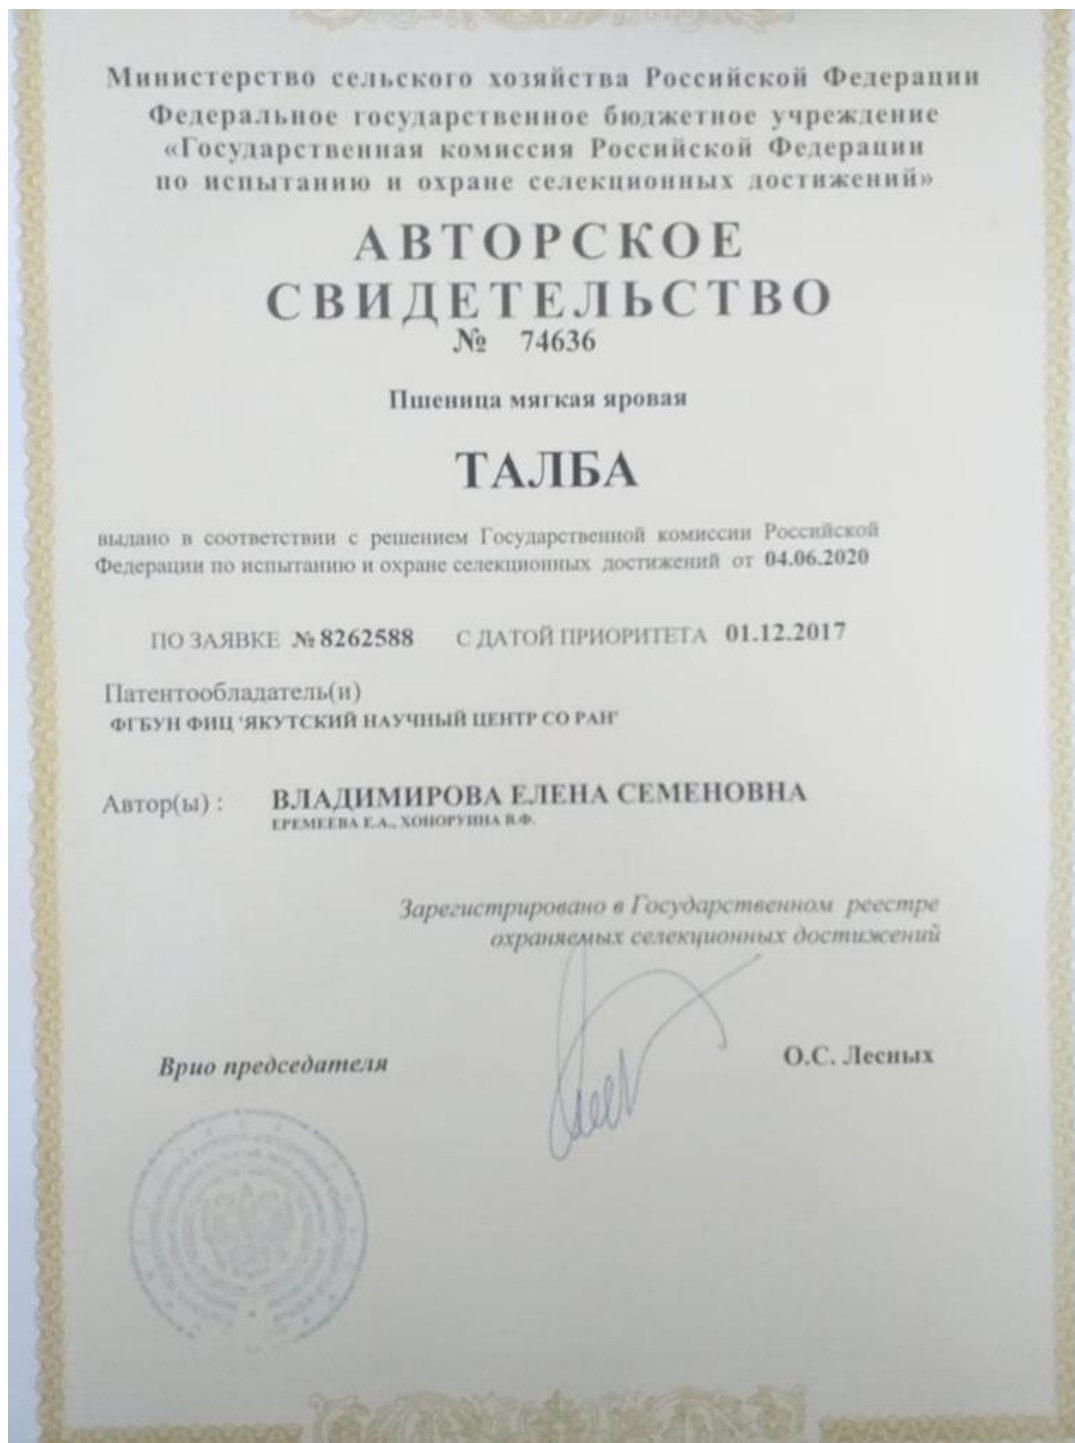 Министерство сельского хозяйства Российской Федерации
Федеральное государственное бюджетное учреждение
«Государственная комиссия Российской Федерации
по испытанию и охране селекционных достижений»
АВТОРСКОЕ
СВИДЕТЕЛЬСТВО
№ 74636
Пшеница мягкая яровая
ТАЛБА
выдано в соответствии с решением Государственной комиссии Российской
Федерации по испытанию и охране селекционных достижений от 04.06.2020
ПО ЗАЯВКЕ № 8262588 С ДАТОЙ ПРИОРИТЕТА 01.12.2017
Патентообладатель(и)
ФГБУН ФИЦ 'ЯКУТСКИЙ НАУЧНЫЙ ЦЕНТР СО РАН'
Автор(ы) : ВЛАДИМИРОВА ЕЛЕНА СЕМЕНОВНА
ЕРЕМЕЕВА Е.А., ХОНОРУИНА В.Ф.
Зарегистрировано в Государственном реестре
охраняемых селекционных достижений
Врио председателя О.С. Лесных